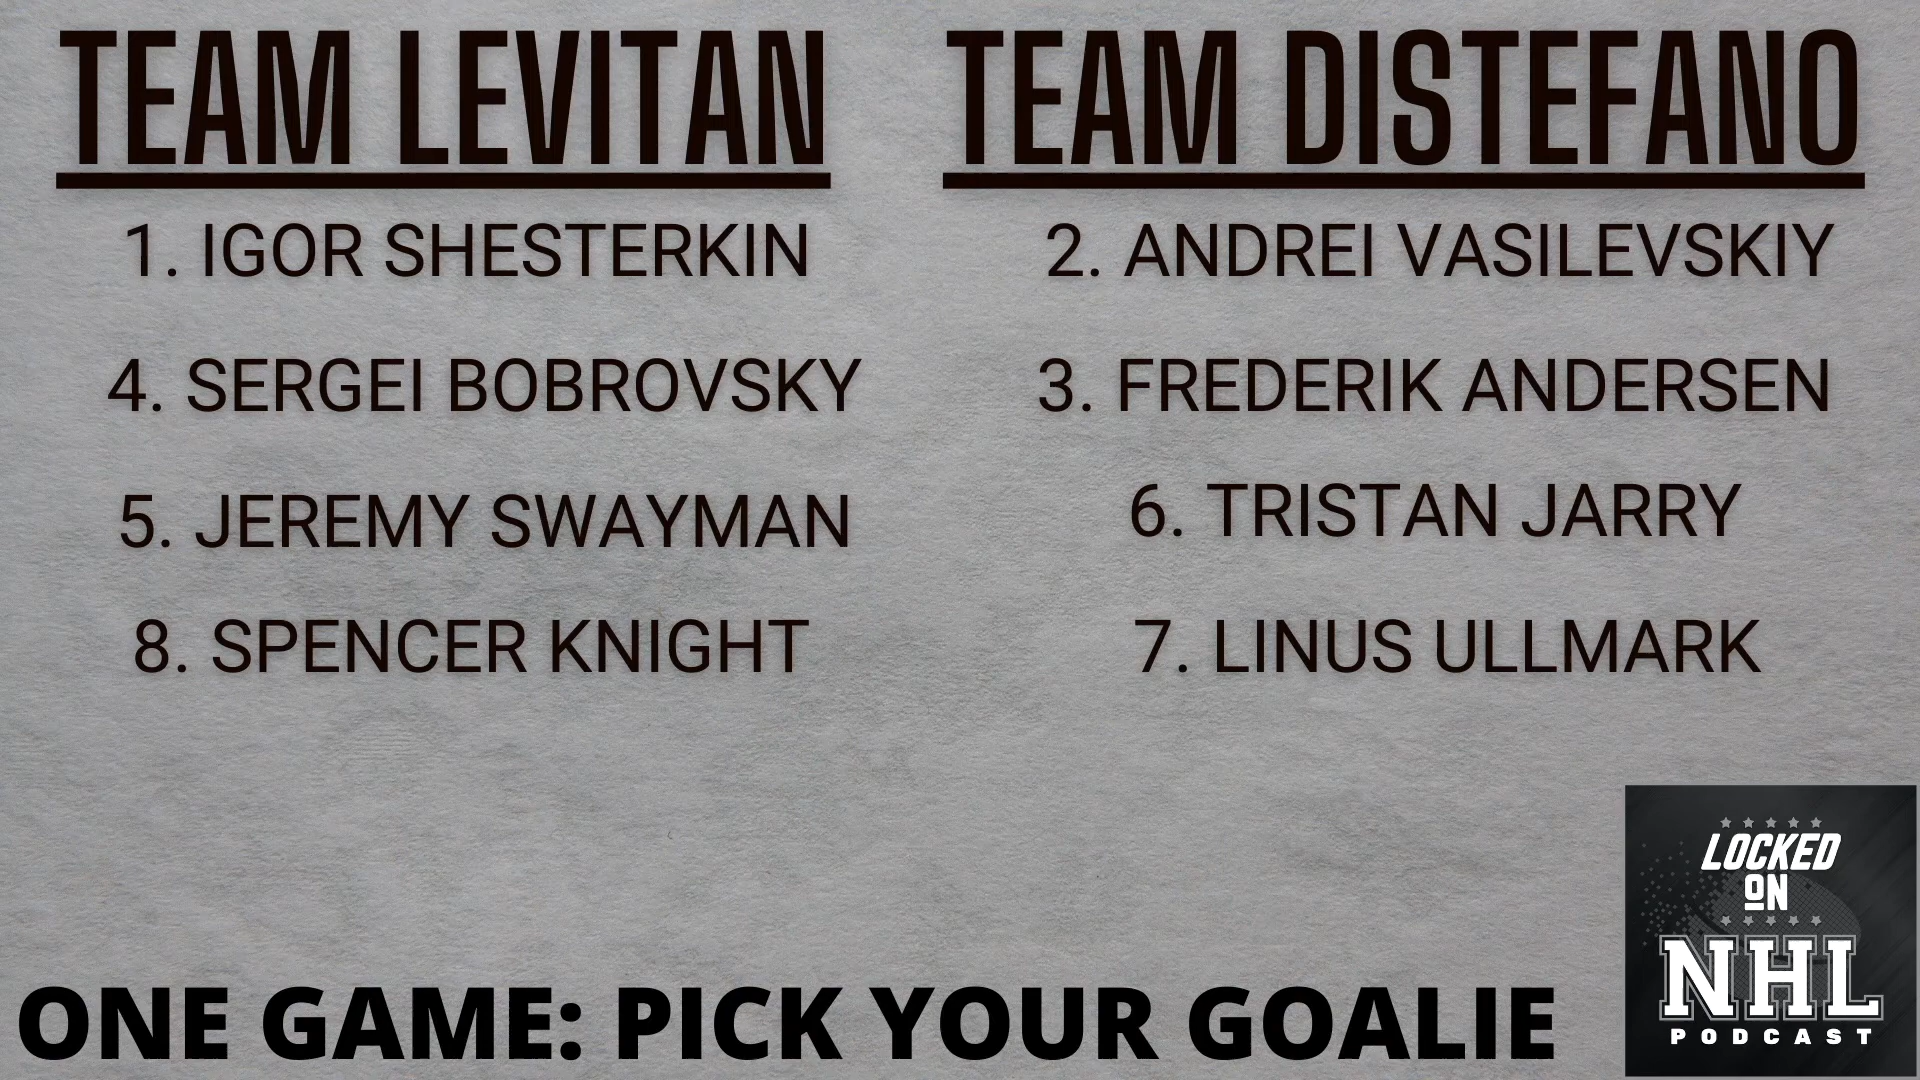 TEAM LEVITAN
1. IGOR SHESTERKIN
4. SERGEI BOBROVSKY
5. JEREMY SWAYMAN
8. SPENCER KNIGHT
TEAM DISTEFANO
2. ANDREI VASILEVSKIY
3. FREDERIK ANDERSEN
6. TRISTAN JARRY
7. LINUS ULLMARK
ONE GAME: PICK YOUR GOALIE
LOCKED
ON
NHL
PODCAST